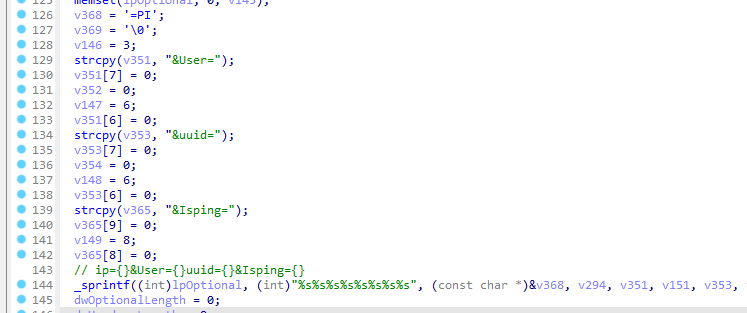 125 memset(lpOptional, 0, v145);
126 v368 = '=PI';
127 v369 = '\0';
128 v146 = 3;
129 strcpy(v351, "&User=");
130 v351[7] = 0;
131 v352 = 0;
132 v147 = 6;
133 v351[6] = 0;
134 strcpy(v353, "&uuid=");
135 v353[7] = 0;
136 v354 = 0;
137 v148 = 6;
138 v353[6] = 0;
139 strcpy(v365, "&Isping=");
140 v365[9] = 0;
141 v149 = 8;
142 v365[8] = 0;
143 // ip={}&User={}uuid={}&Isping={}
144 _sprintf((int)lpOptional, (int)"%s%s%s%s%s%s%s%s", (const char *)&v368, v294, v351, v151, v353,
145 dwOptionalLength = 0;